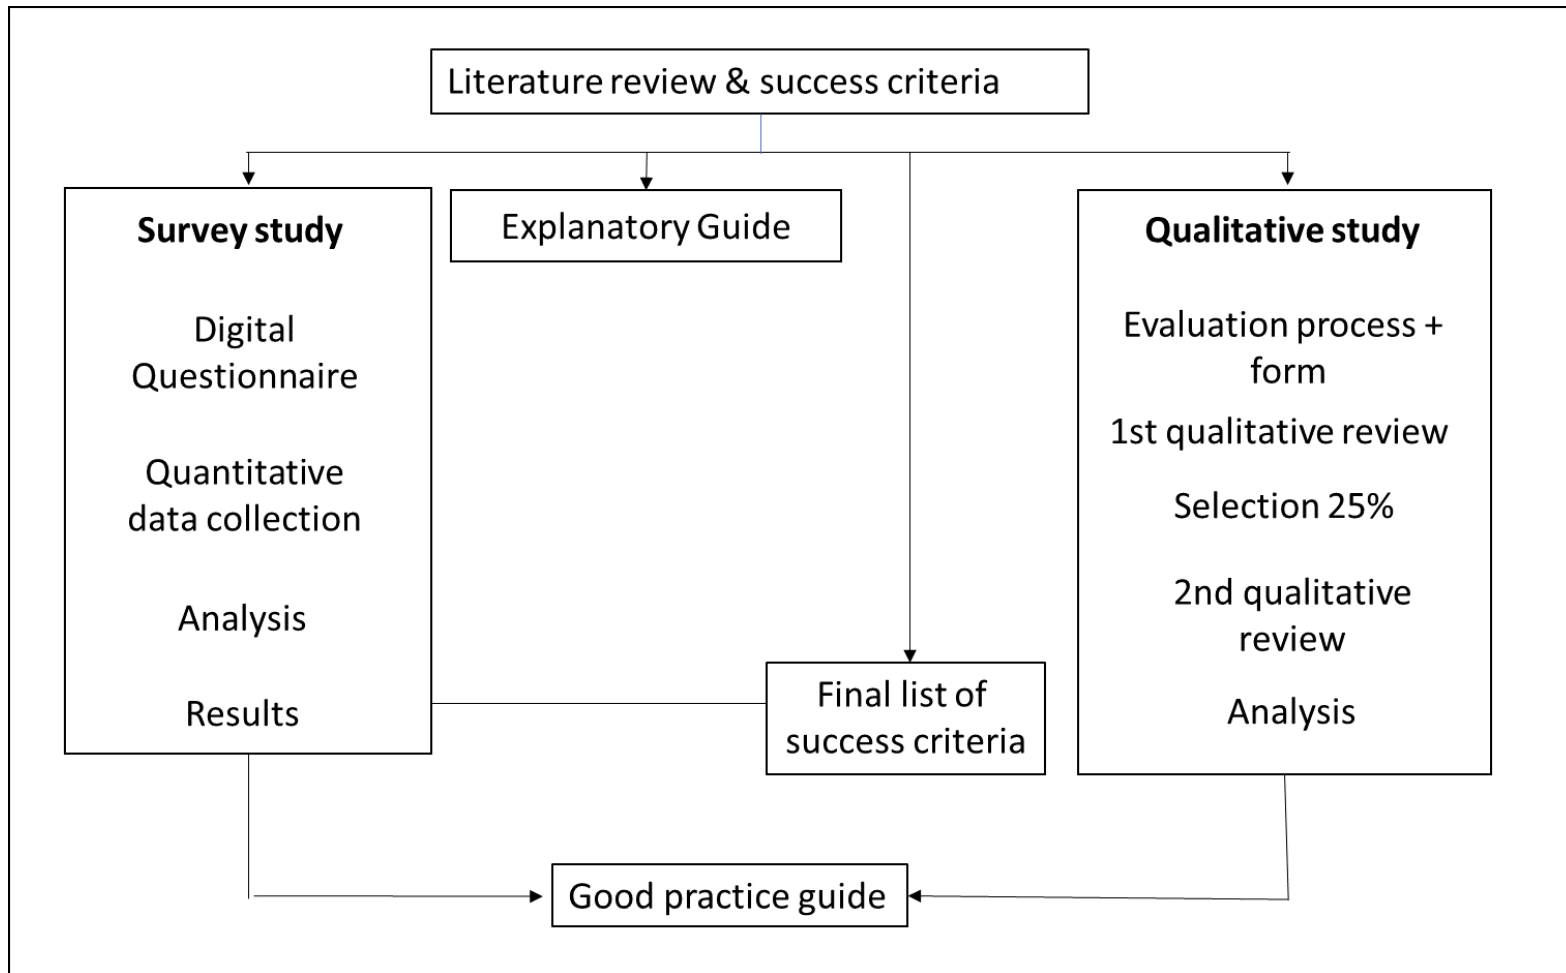 Literature review & success criteria
Survey study
Digital
Questionnaire
Quantitative
data collection
Analysis
Results
Explanatory Guide
Final list of
success criteria
Qualitative study
Evaluation process +
form
1st qualitative review
Selection 25%
2nd qualitative
review
Analysis
Good practice guide